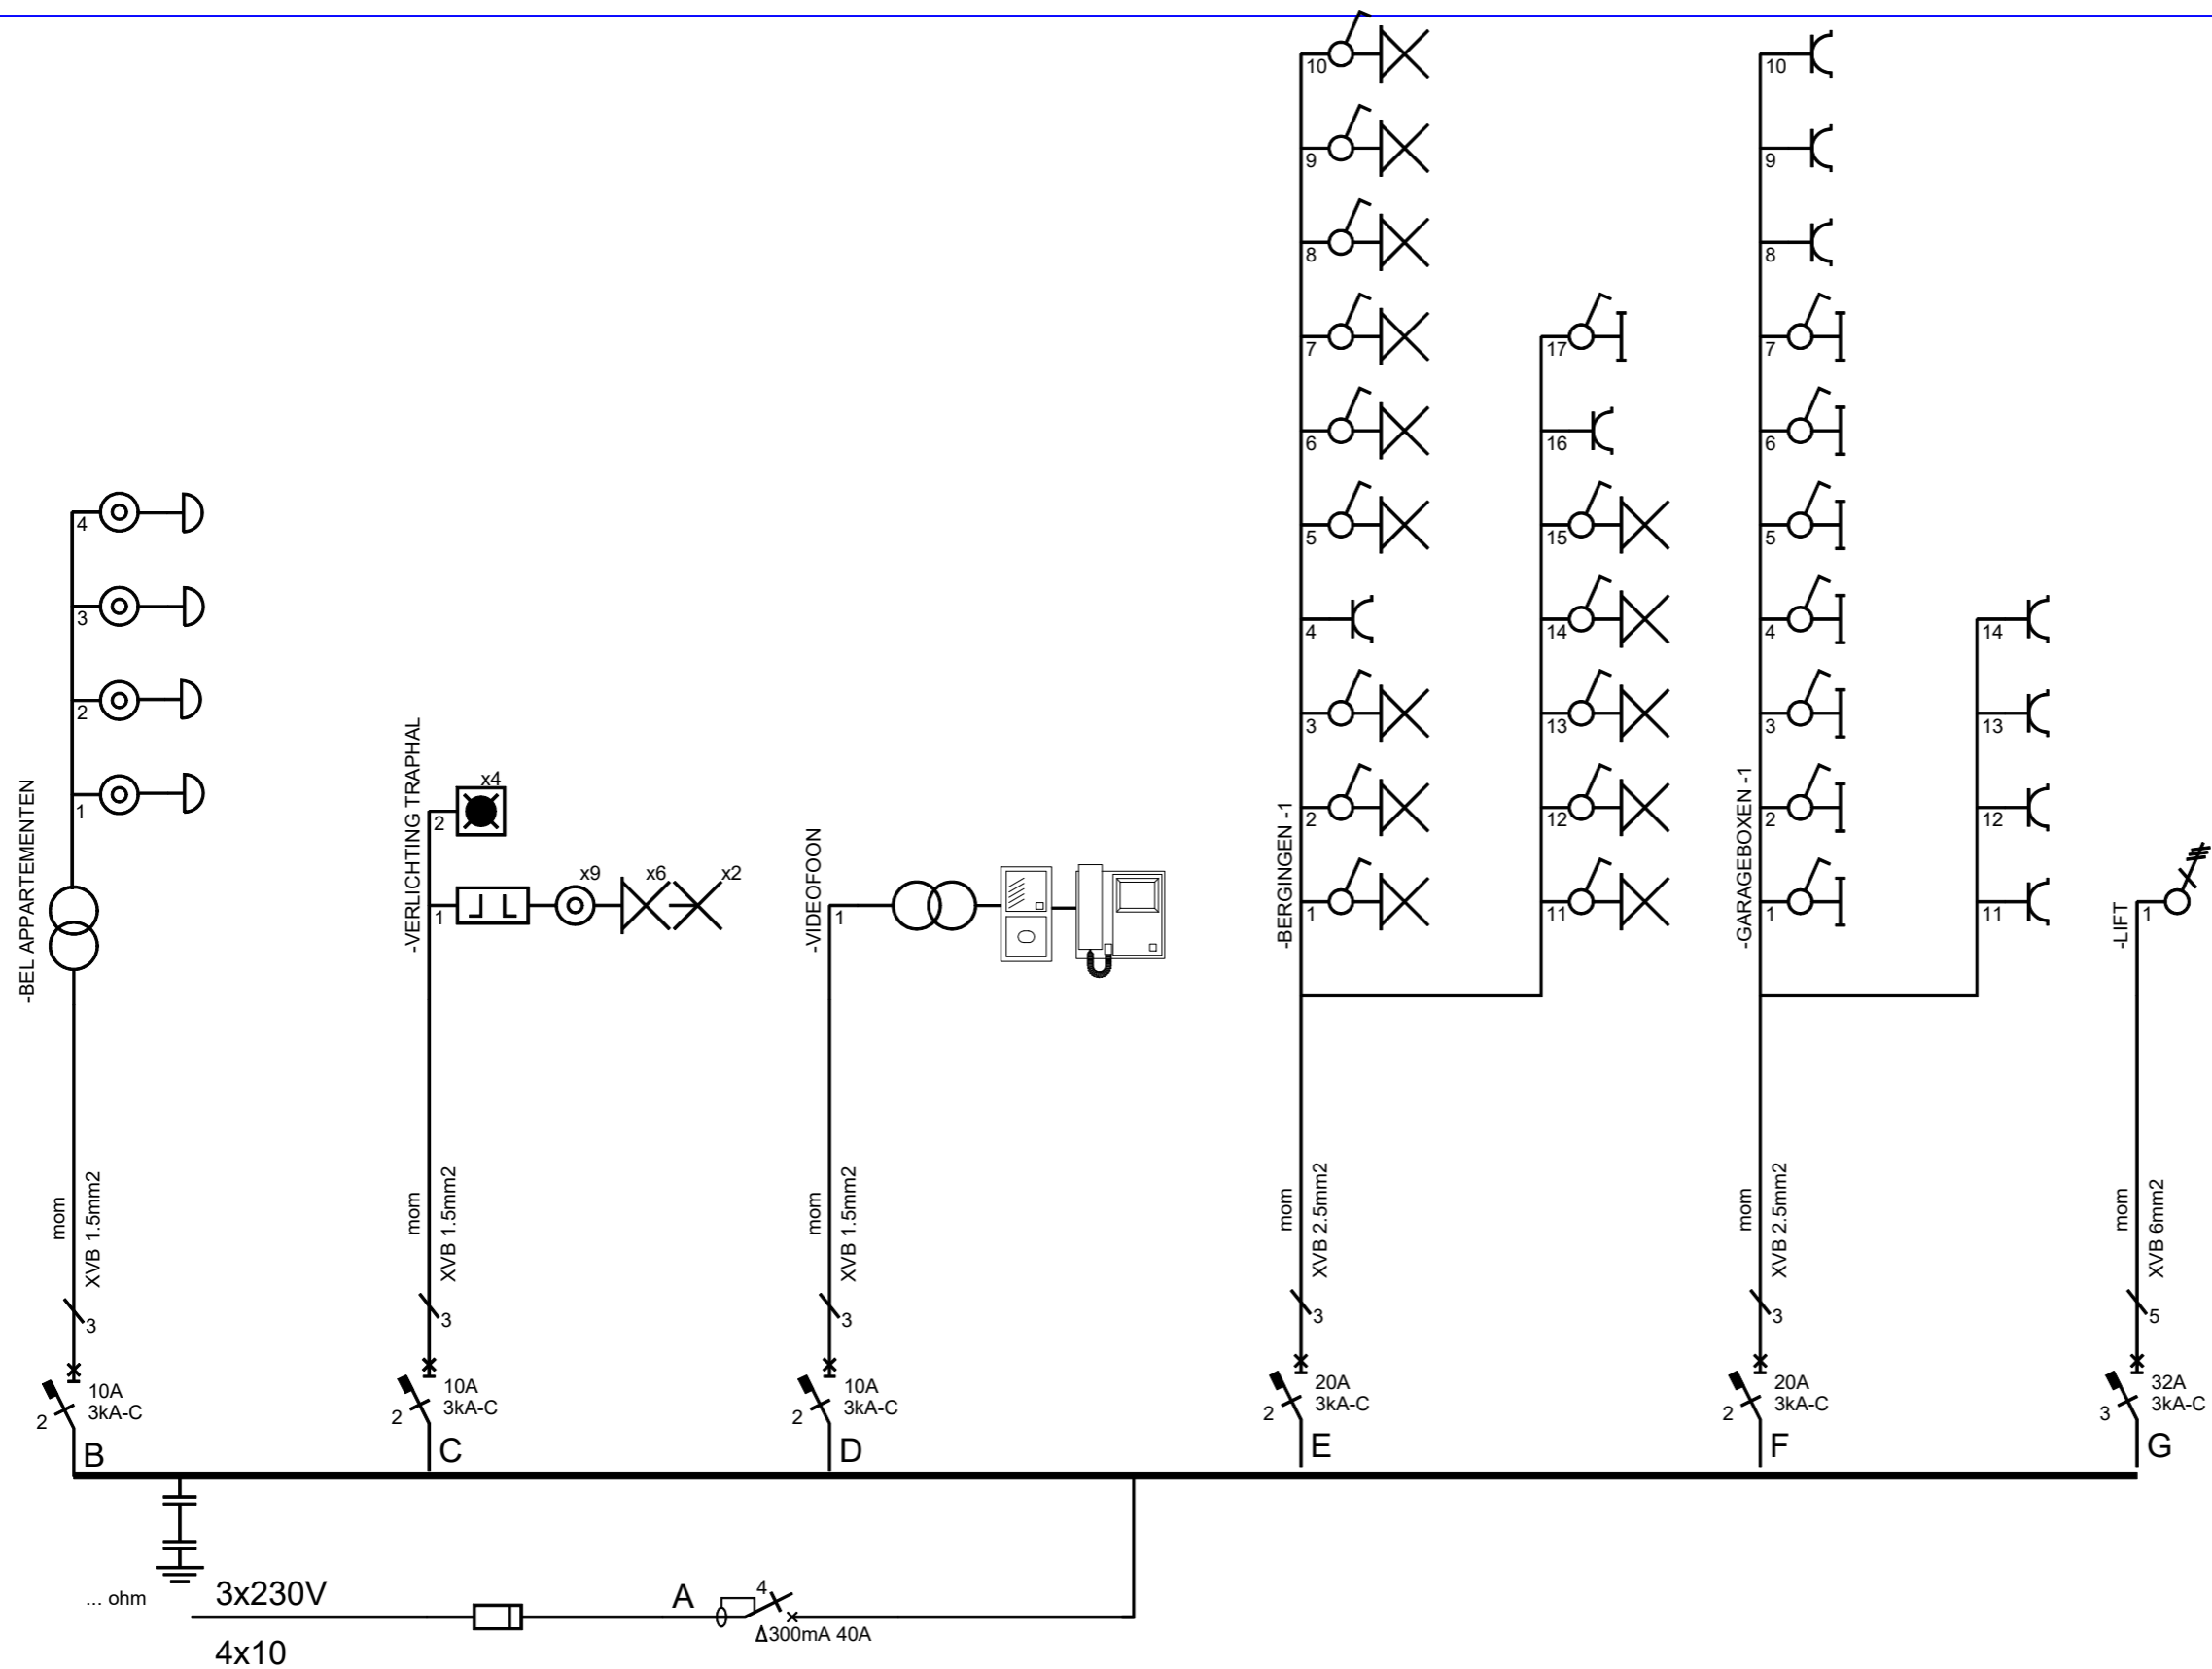 -BEL APPARTEMENTEN
4
3
2
1
mom
XVB 1.5mm2
3
10A
3kA-C
2
B
-VERLICHTING TRAPHAL
x4
2
x9
x6
x2
1
mom
XVB 1.5mm2
3
10A
3kA-C
2
C
-VIDEOFOON
1
mom
XVB 1.5mm2
3
10A
3kA-C
2
D
-BERGINGEN -1
10
9
8
7
6
5
4
3
2
1
17
16
15
14
13
12
11
mom
XVB 2.5mm2
3
20A
3kA-C
2
E
-GARAGEBOXEN -1
10
9
8
7
6
5
4
3
2
1
14
13
12
11
mom
XVB 2.5mm2
3
20A
3kA-C
2
F
-LIFT
1
mom
XVB 6mm2
5
32A
3kA-C
3
G
... ohm
3x230V
4x10
A
4
Δ300mA 40A